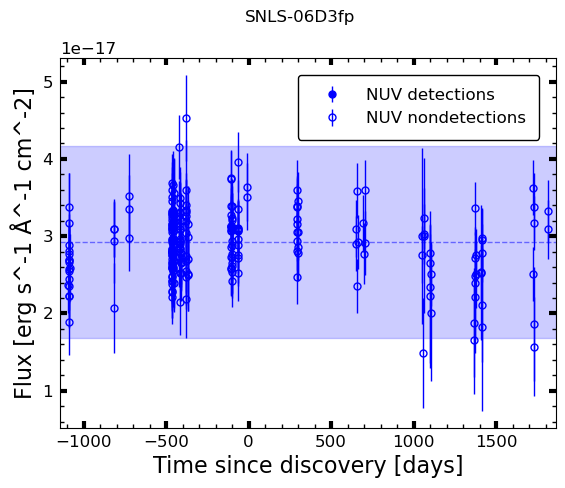 SNLS-06D3fp
1e−17
NUV detections
NUV nondetections
5
4
3
2
1
Flux [erg s^-1 Å^-1 cm^-2]
−1000
−500
0
500
1000
1500
Time since discovery [days]